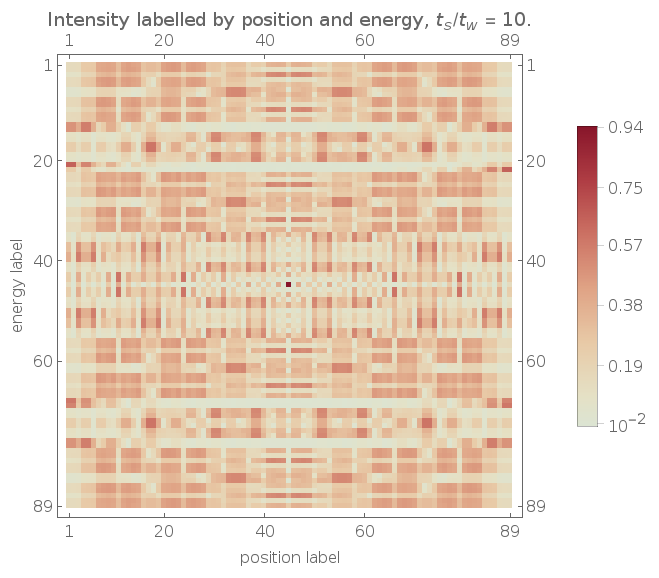 Intensity labelled by position and energy, t_S/t_W = 10.
1 20 40 60 89
1 1
20 20
40 40
60 60
89 89
1 20 40 60 89
energy label
position label
0.94
0.75
0.57
0.38
0.19
10⁻²